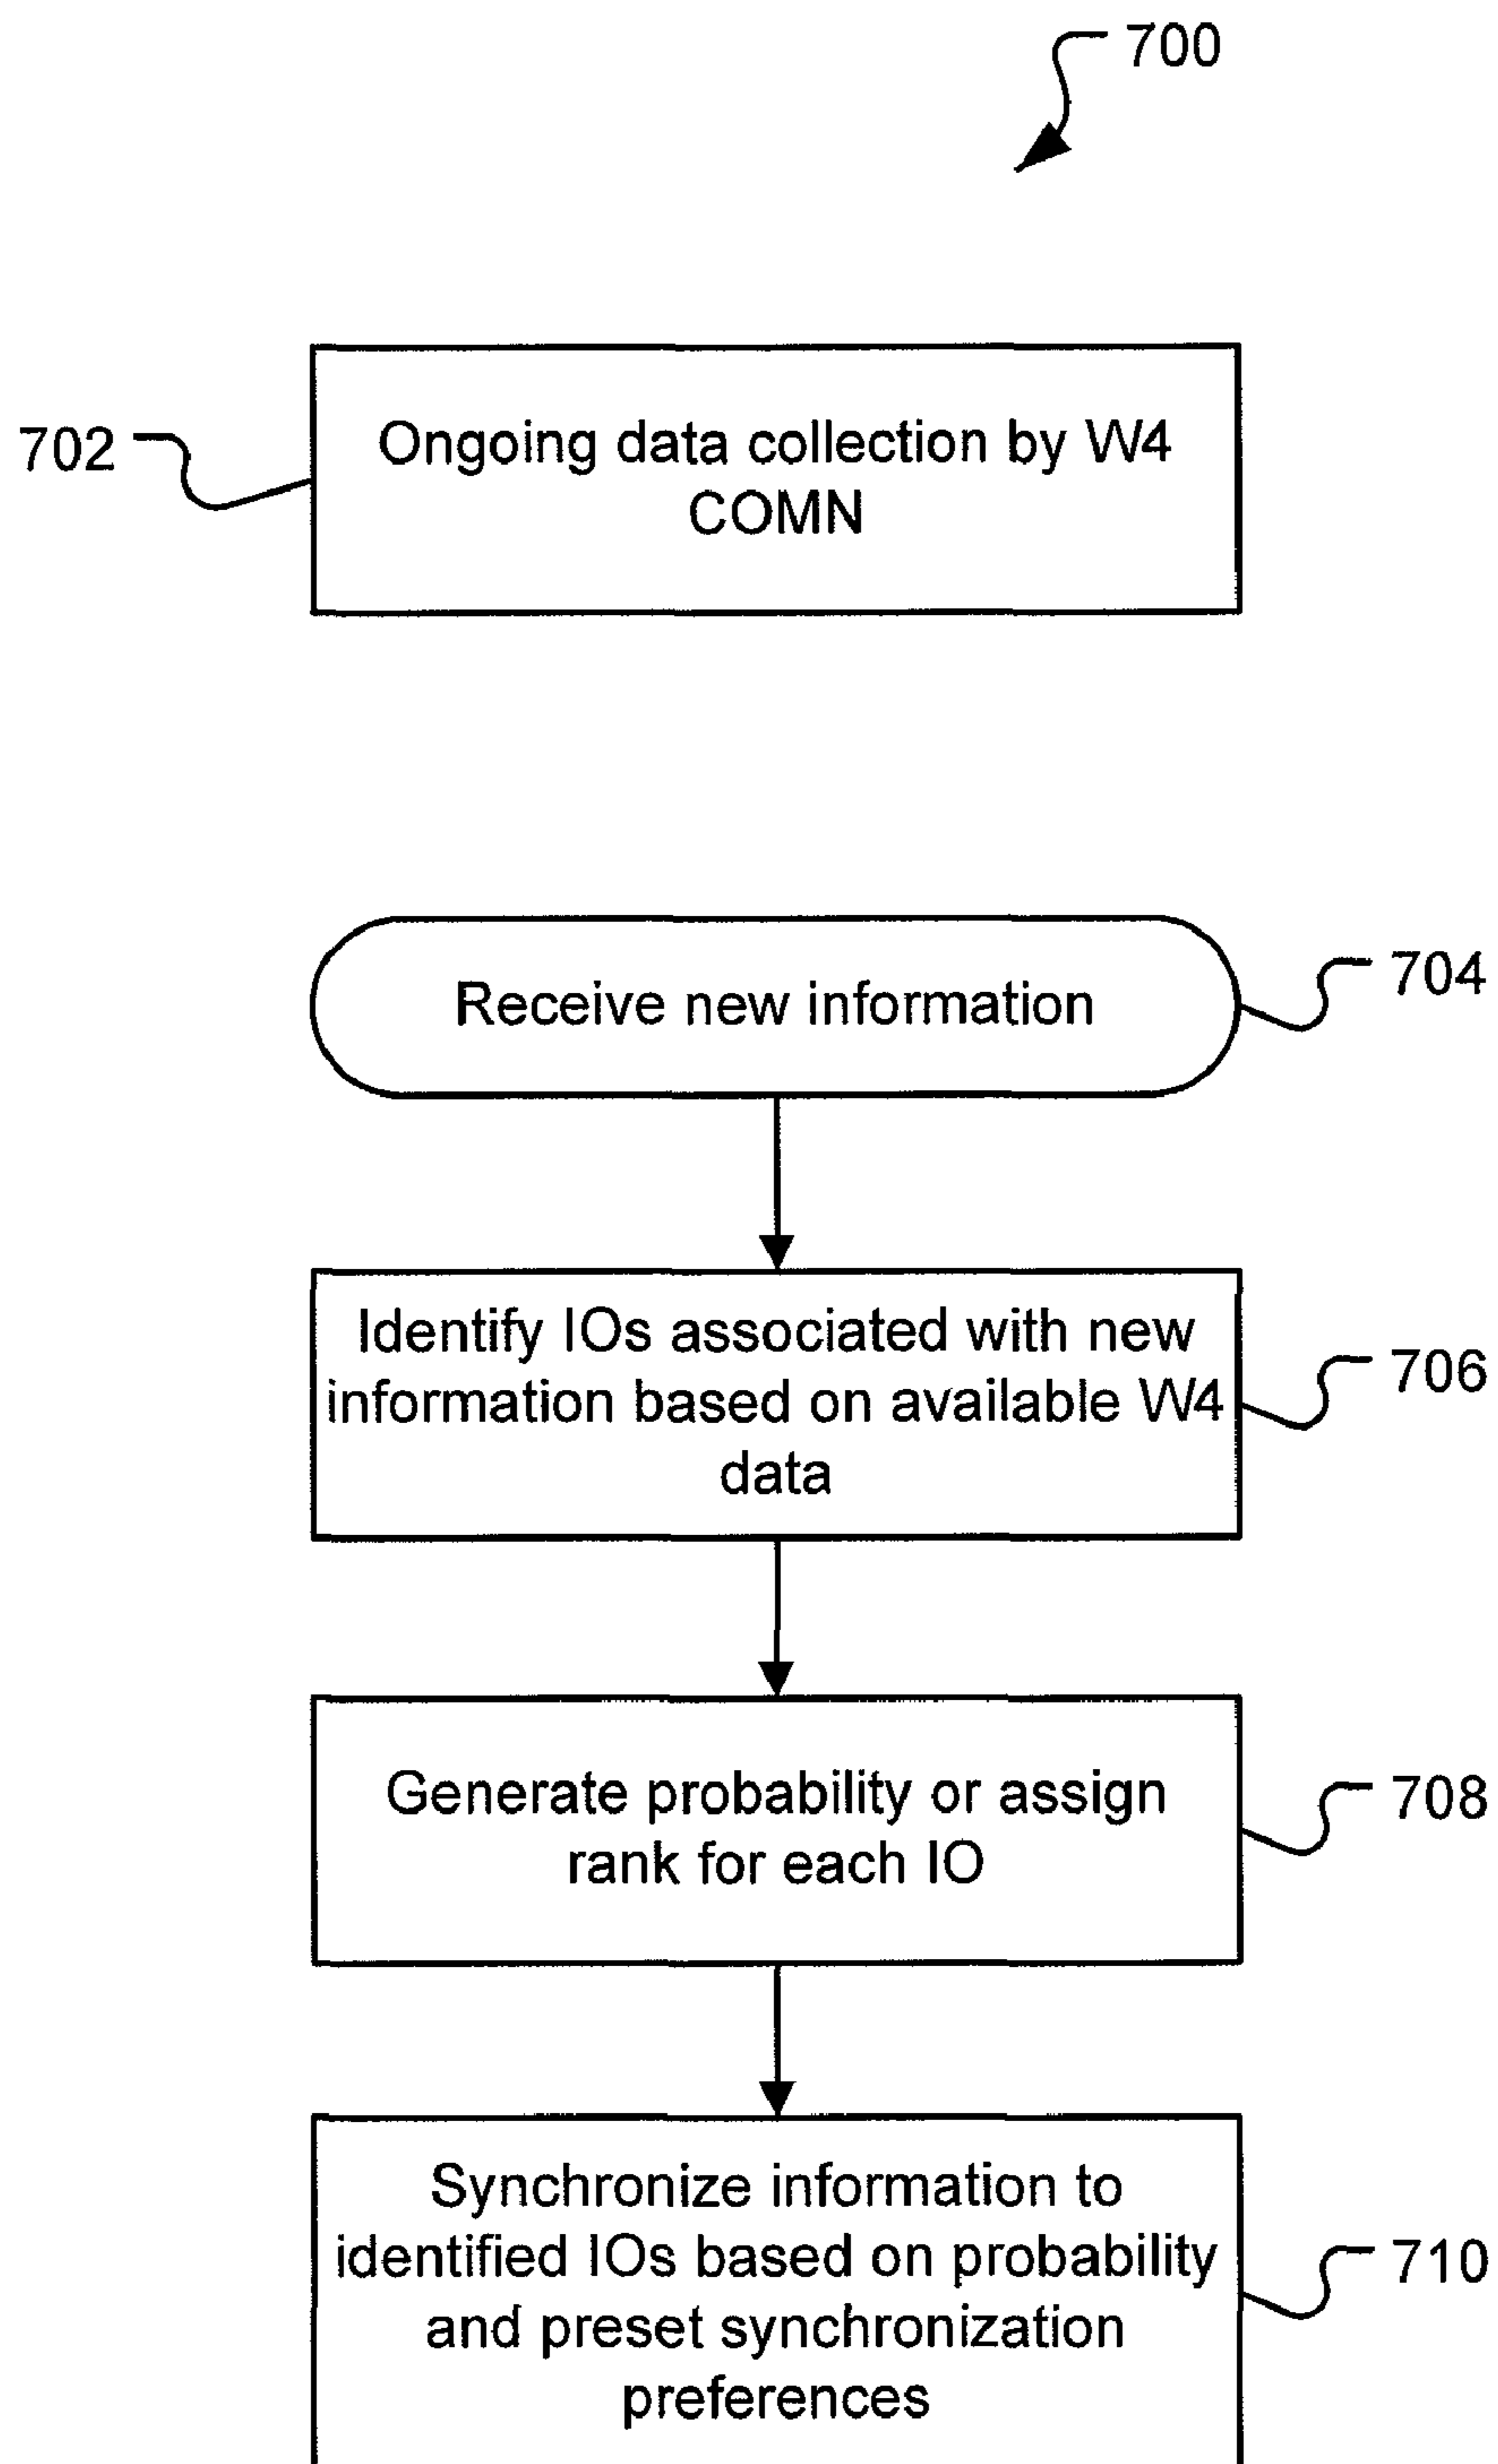 700
702
Ongoing data collection by W4
COMN
Receive new information
704
Identify IOs associated with new
information based on available W4
data
706
Generate probability or assign
rank for each IO
708
Synchronize information to
identified IOs based on probability
and preset synchronization
preferences
710